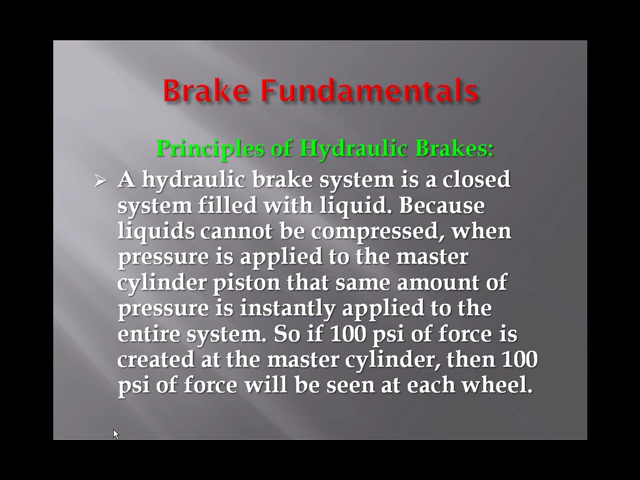 Brake Fundamentals
Principles of Hydraulic Brakes:
A hydraulic brake system is a closed
system filled with liquid. Because
liquids cannot be compressed, when
pressure is applied to the master
cylinder piston that same amount of
pressure is instantly applied to the
entire system. So if 100 psi of force is
created at the master cylinder, then 100
psi of force will be seen at each wheel.